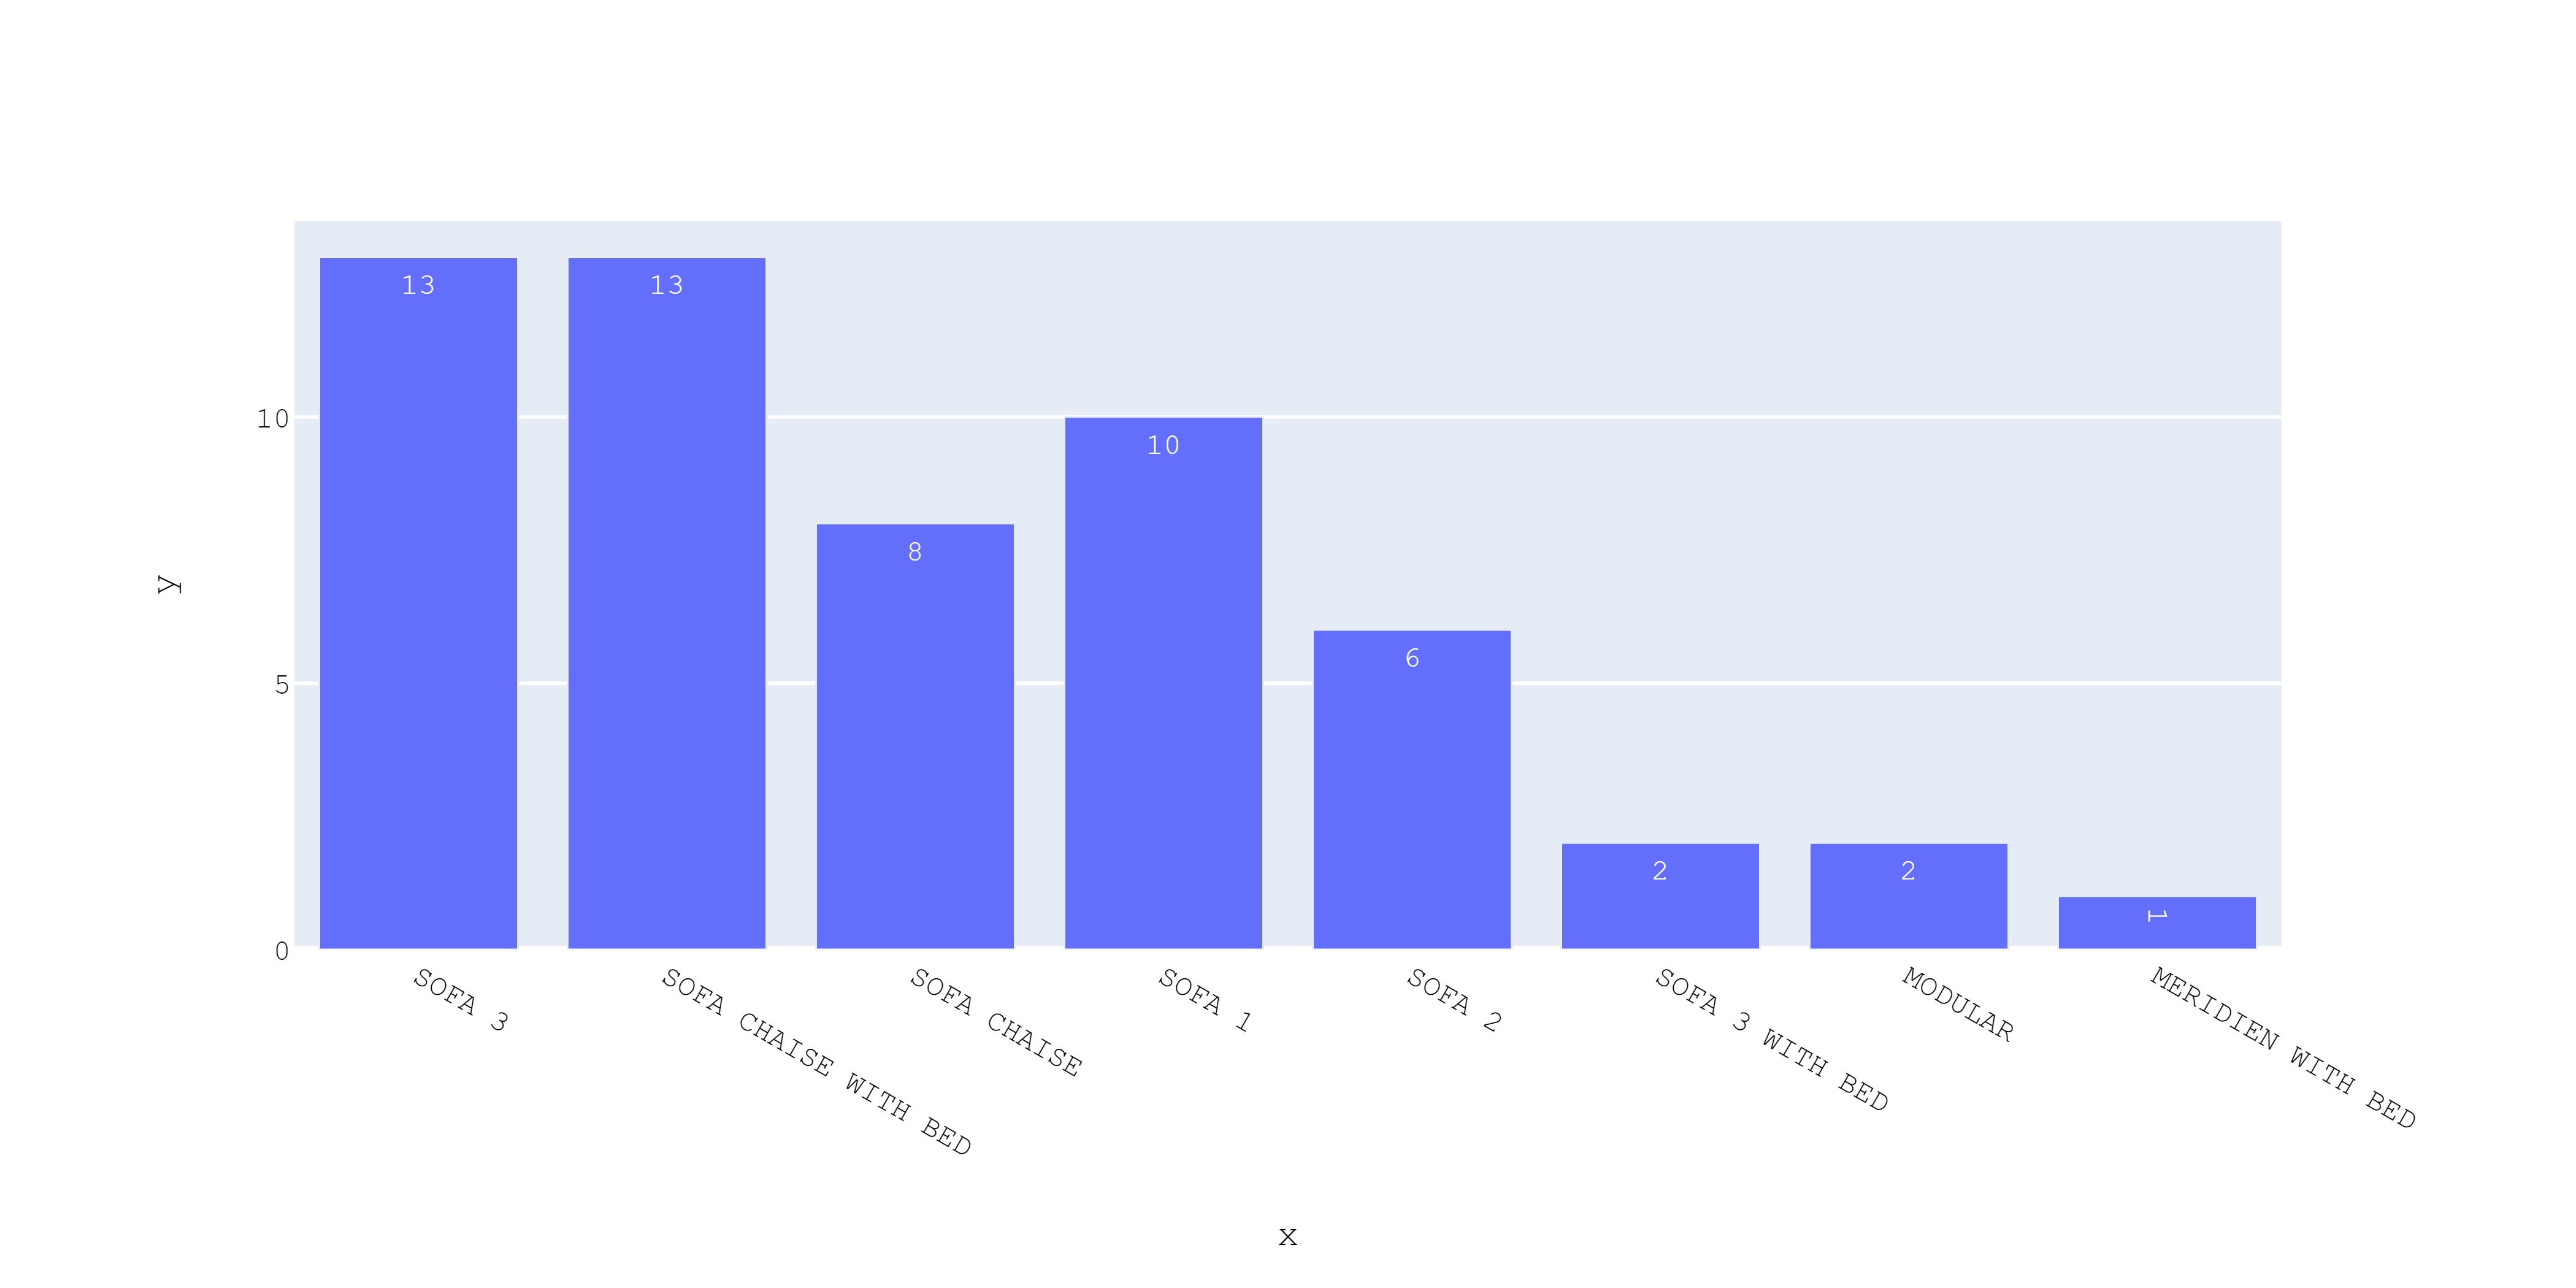 13
13
8
10
6
2
2
1
10
5
0
y
SOFA 3
SOFA CHAISE WITH BED
SOFA CHAISE
SOFA 1
SOFA 2
SOFA 3 WITH BED
MODULAR
MERIDIEN WITH BED
x